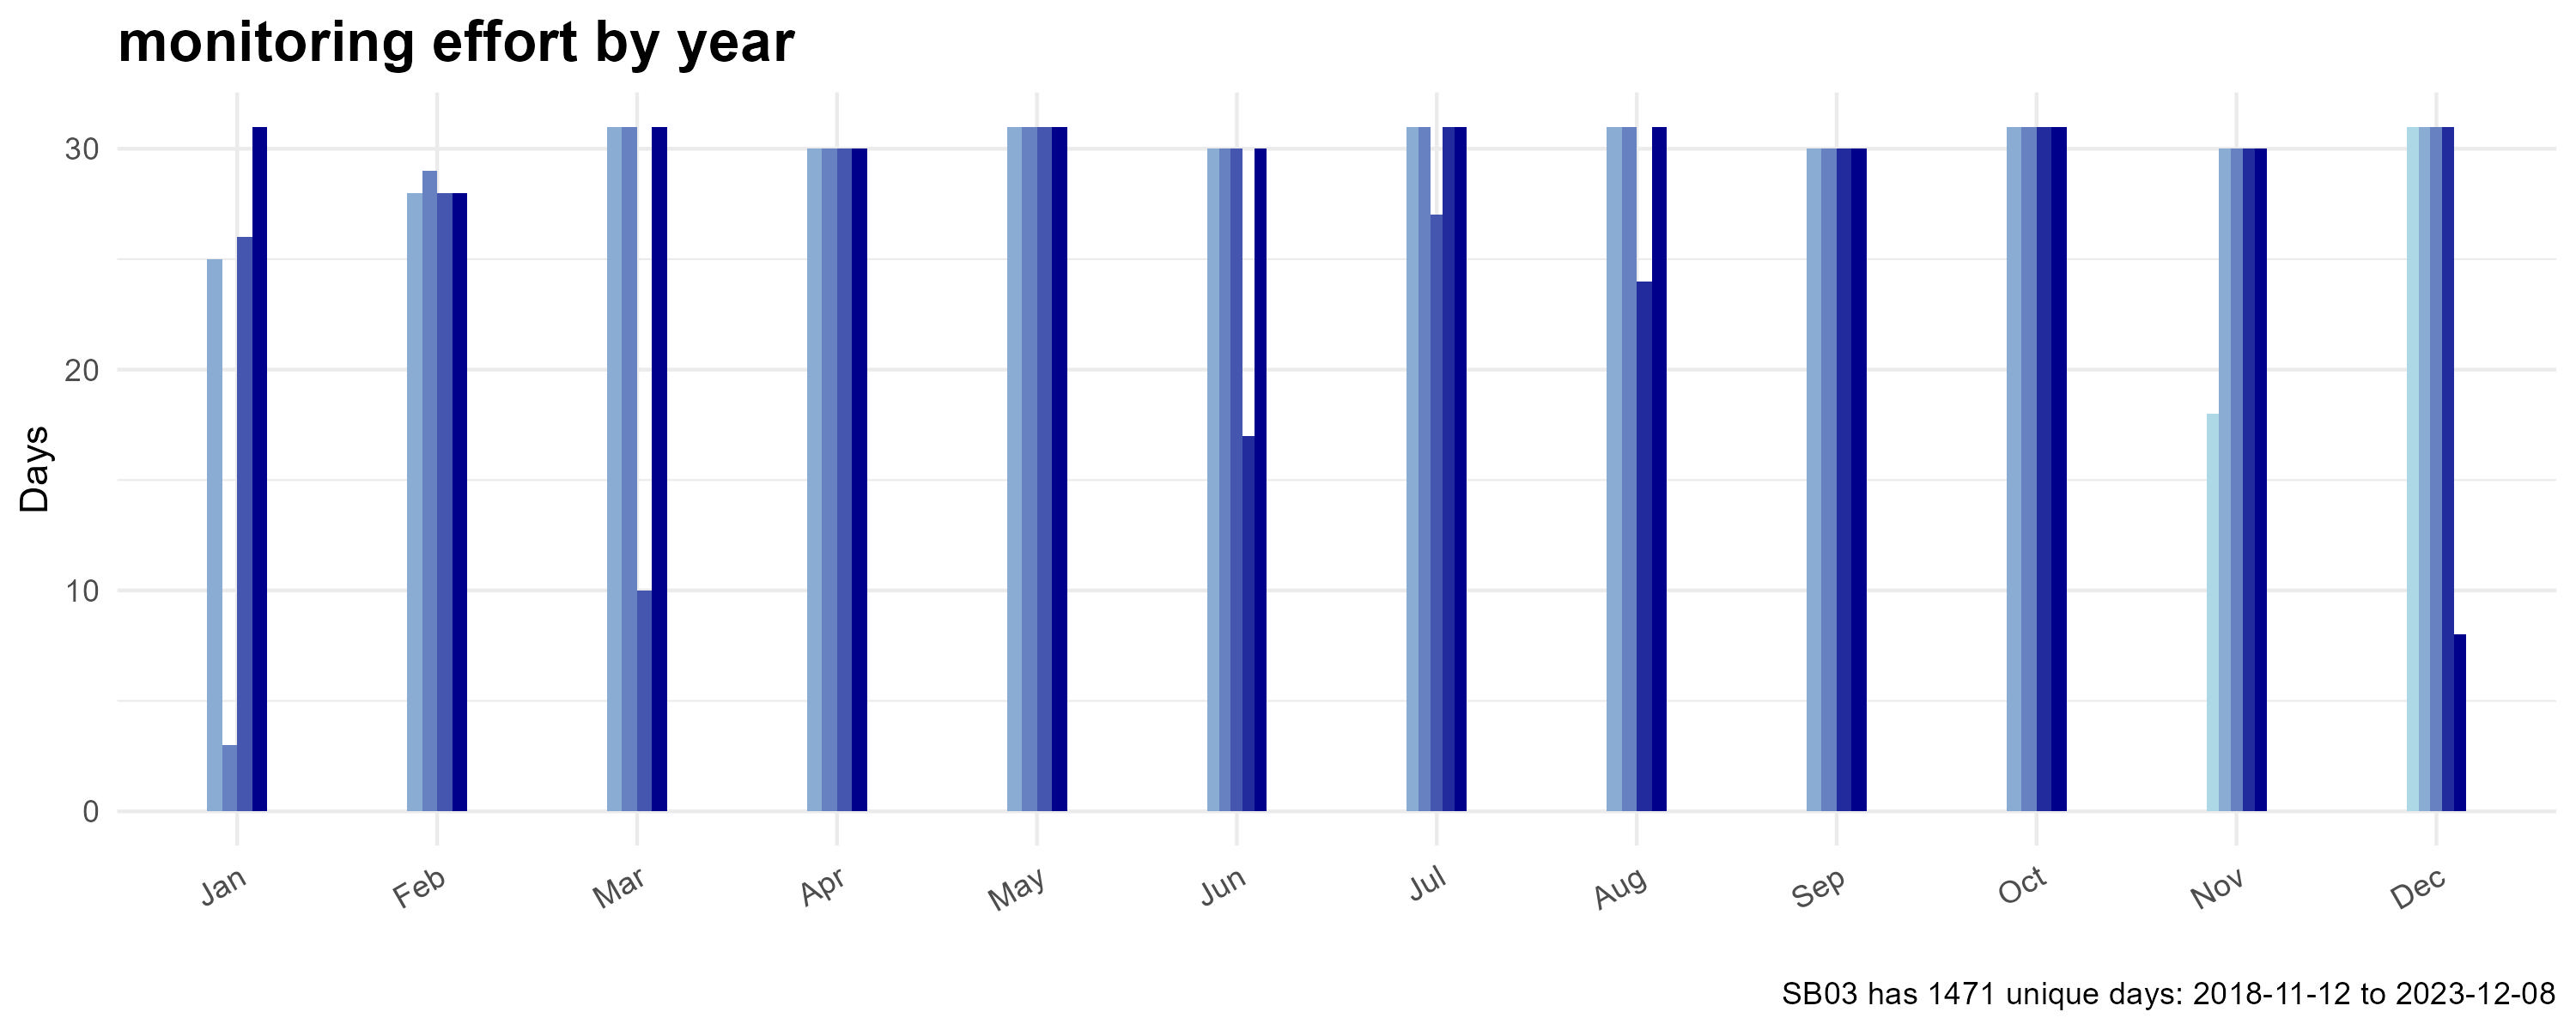 monitoring effort by year
30
20
10
0
Days
Jan Feb Mar Apr May Jun Jul Aug Sep Oct Nov Dec
SB03 has 1471 unique days: 2018-11-12 to 2023-12-08